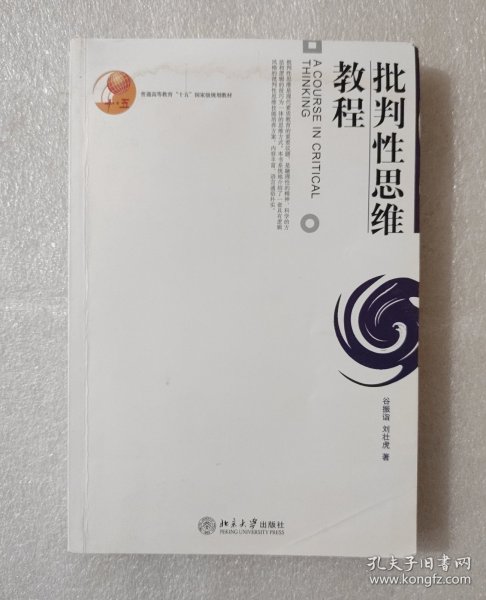 十·五
普通高等教育“十五”国家级规划教材
批判性思维
教程
A COURSE IN CRITICAL
THINKING
谷振诣 刘壮虎 著
北京大学出版社
PEKING UNIVERSITY PRESS
孔夫子旧书网
www.kongfz.com